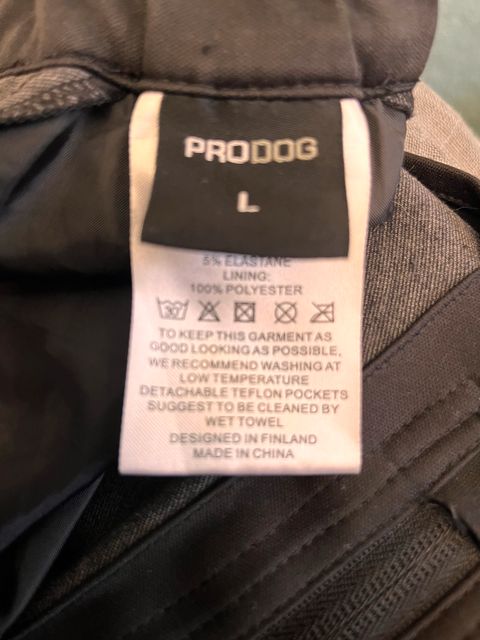 PRODOG
L
5% ELASTANE
LINING:
100% POLYESTER
30
TO KEEP THIS GARMENT AS
GOOD LOOKING AS POSSIBLE,
WE RECOMMEND WASHING AT
LOW TEMPERATURE
DETACHABLE TEFLON POCKETS
SUGGEST TO BE CLEANED BY
WET TOWEL
DESIGNED IN FINLAND
MADE IN CHINA